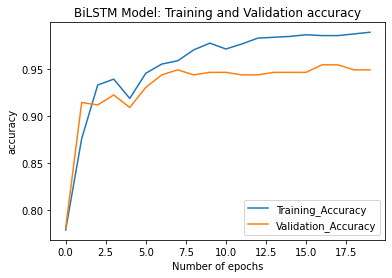 BiLSTM Model: Training and Validation accuracy
accuracy
0.95
0.90
0.85
0.80
0.0 2.5 5.0 7.5 10.0 12.5 15.0 17.5
Number of epochs
Training_Accuracy
Validation_Accuracy